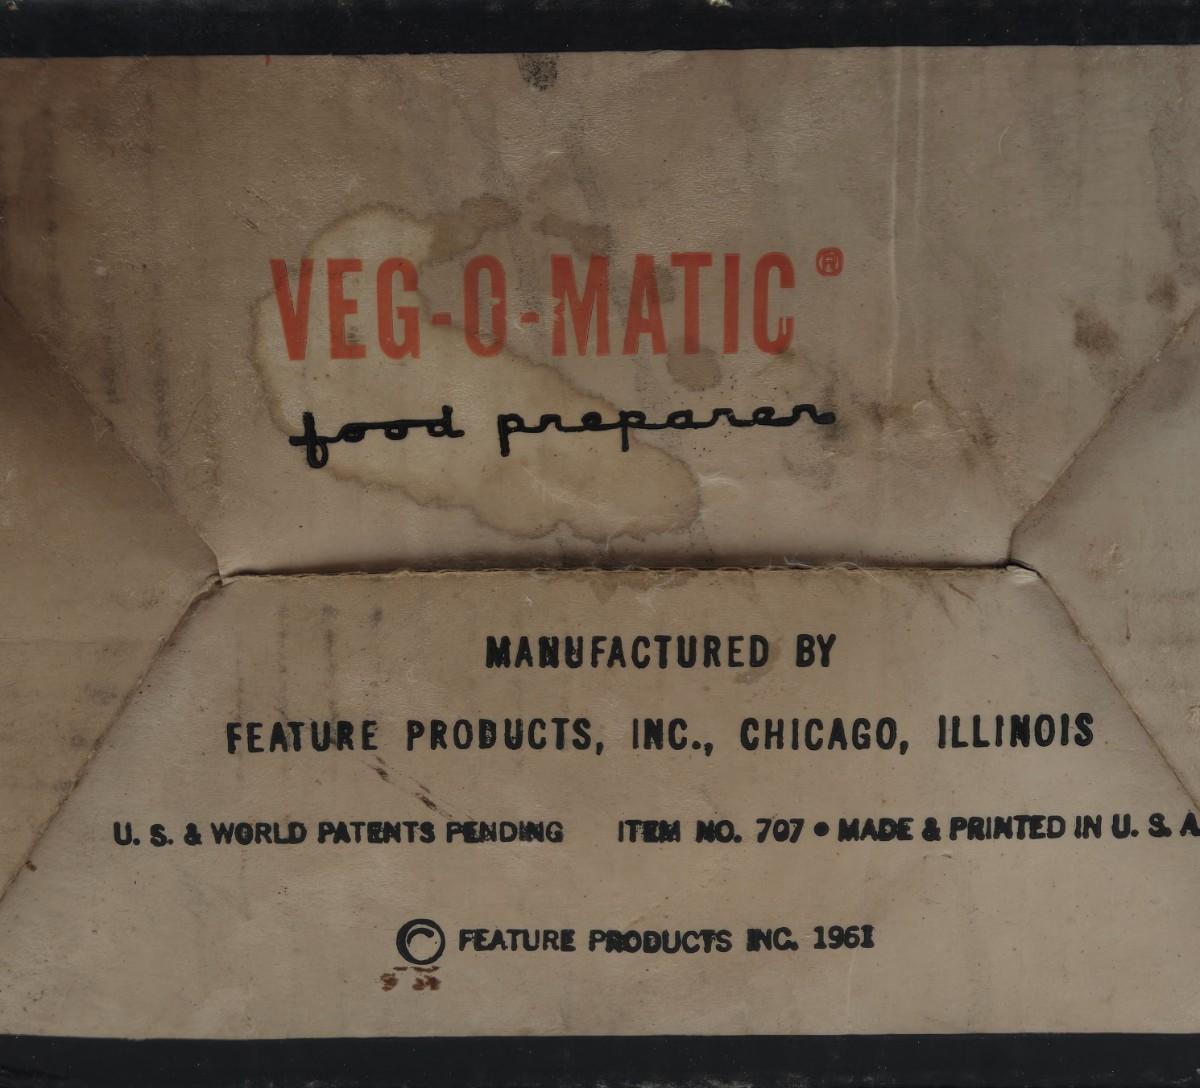 VEG-O-MATIC®
food preparer
MANUFACTURED BY
FEATURE PRODUCTS, INC., CHICAGO, ILLINOIS
U. S. & WORLD PATENTS PENDING ITEM NO. 707 • MADE & PRINTED IN U. S. A.
© FEATURE PRODUCTS INC. 1961